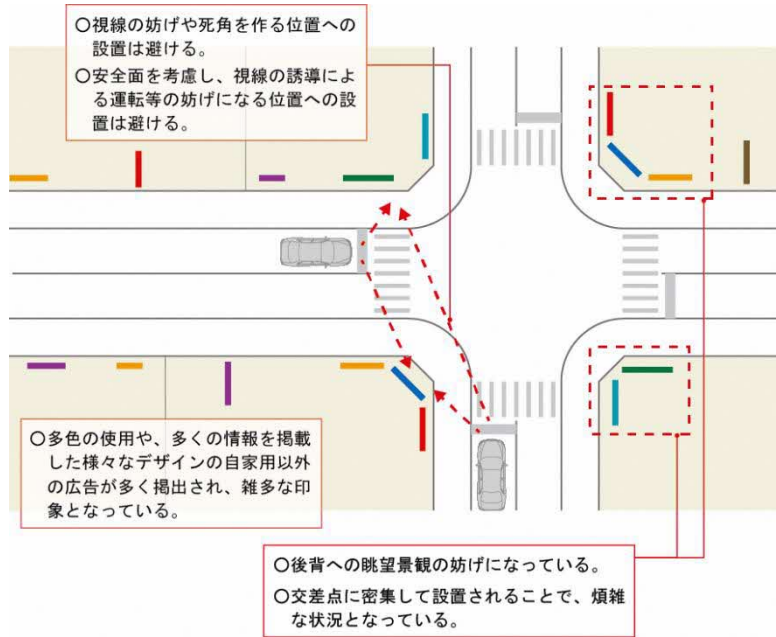 ○視線の妨げや死角を作る位置への
設置は避ける。
○安全面を考慮し、視線の誘導によ
る運転等の妨げになる位置への設
置は避ける。
○多色の使用や、多くの情報を掲載
した様々なデザインの自家用以外
の広告が多く掲出され、雑多な印
象となっている。
○後背への眺望景観の妨げになっている。
○交差点に密集して設置されることで、煩雑
な状況となっている。